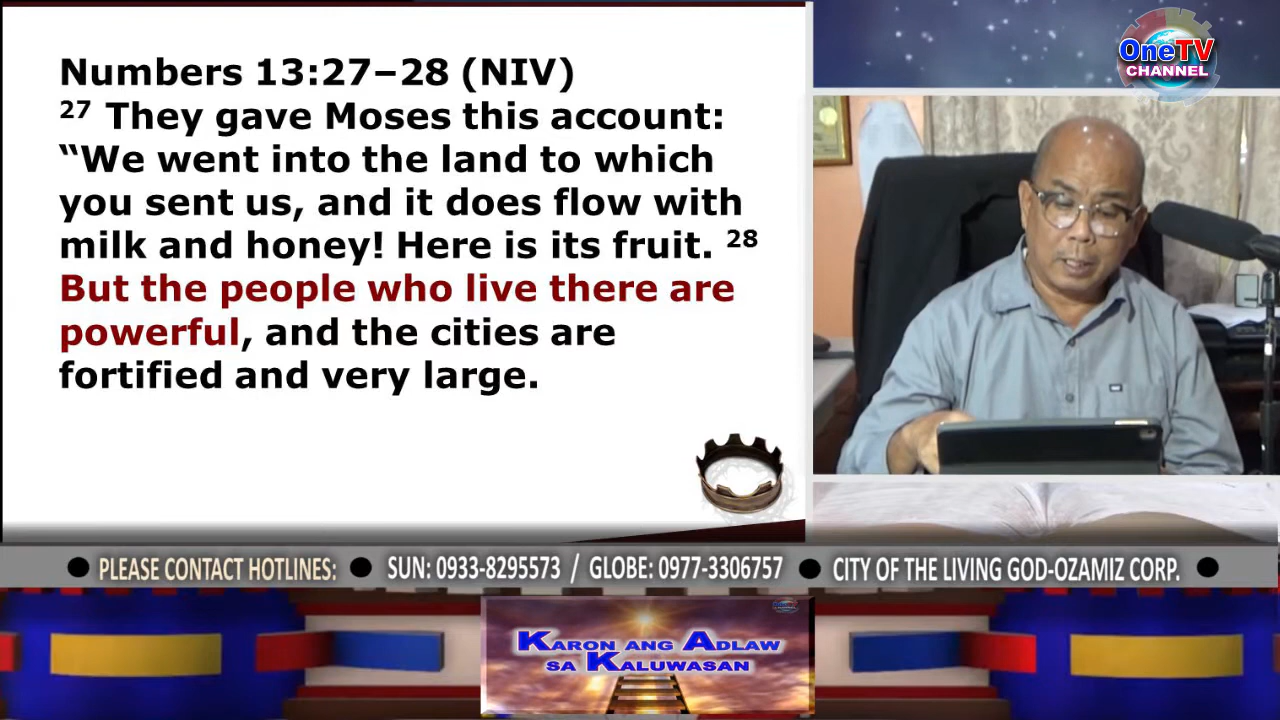 Numbers 13:27–28 (NIV)
27 They gave Moses this account:
“We went into the land to which
you sent us, and it does flow with
milk and honey! Here is its fruit. 28
But the people who live there are
powerful, and the cities are
fortified and very large.
OneTV
CHANNEL
PLEASE CONTACT HOTLINES: ● SUN: 0933-8295573 / GLOBE: 0977-3306757 ● CITY OF THE LIVING GOD-OZAMIZ CORP. ●
OneTV
KARON ANG ADLAW
SA KALUWASAN